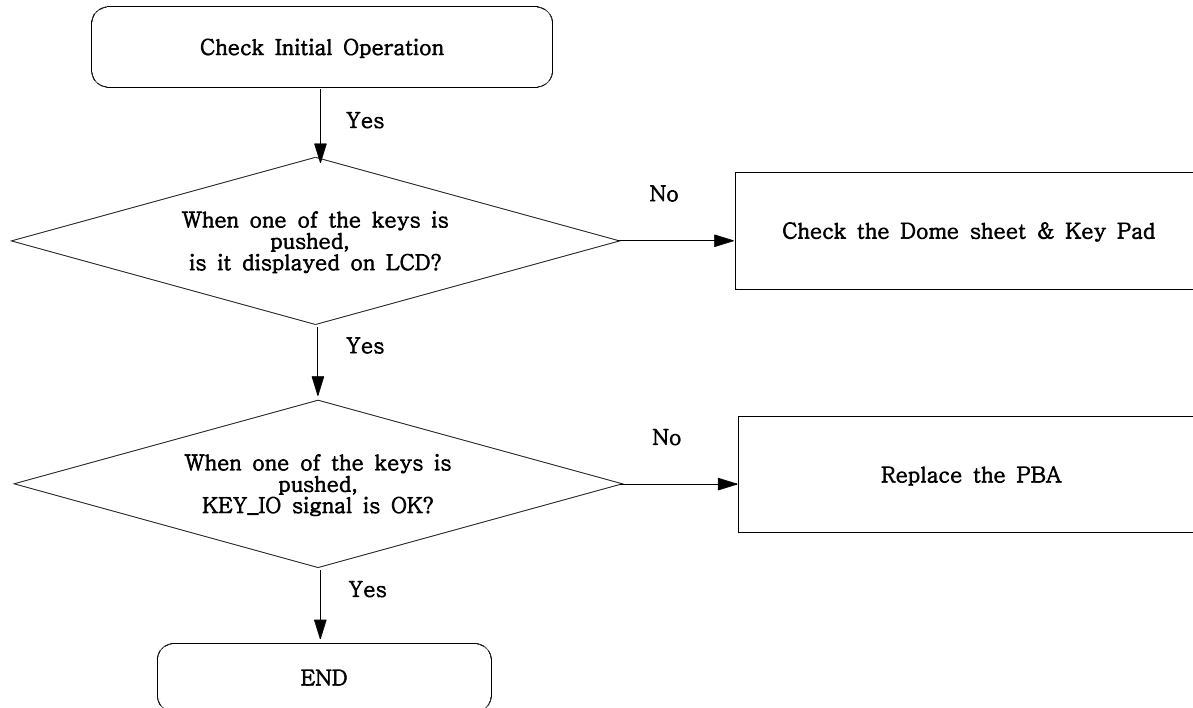 Check Initial Operation
Yes
When one of the keys is
pushed,
is it displayed on LCD?
No
Check the Dome sheet & Key Pad
Yes
When one of the keys is
pushed,
KEY_IO signal is OK?
No
Replace the PBA
Yes
END